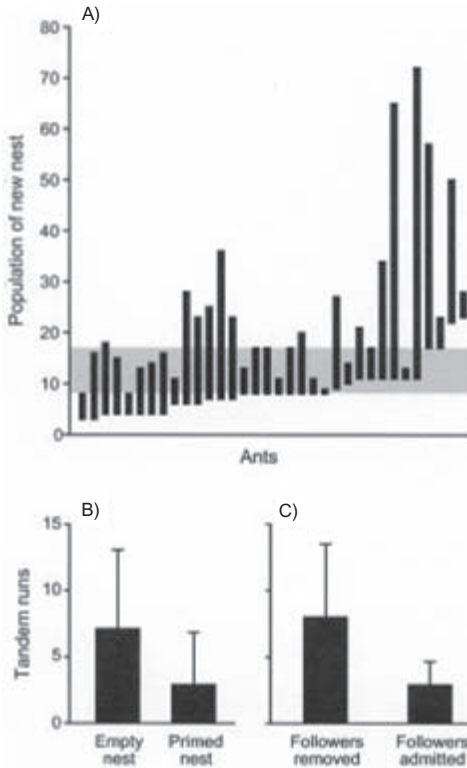 A)
Population of new nest
80
70
60
50
40
30
20
10
0
Ants
B)
C)
Tandem runs
15
10
5
0
Empty
nest
Primed
nest
Followers
removed
Followers
admitted